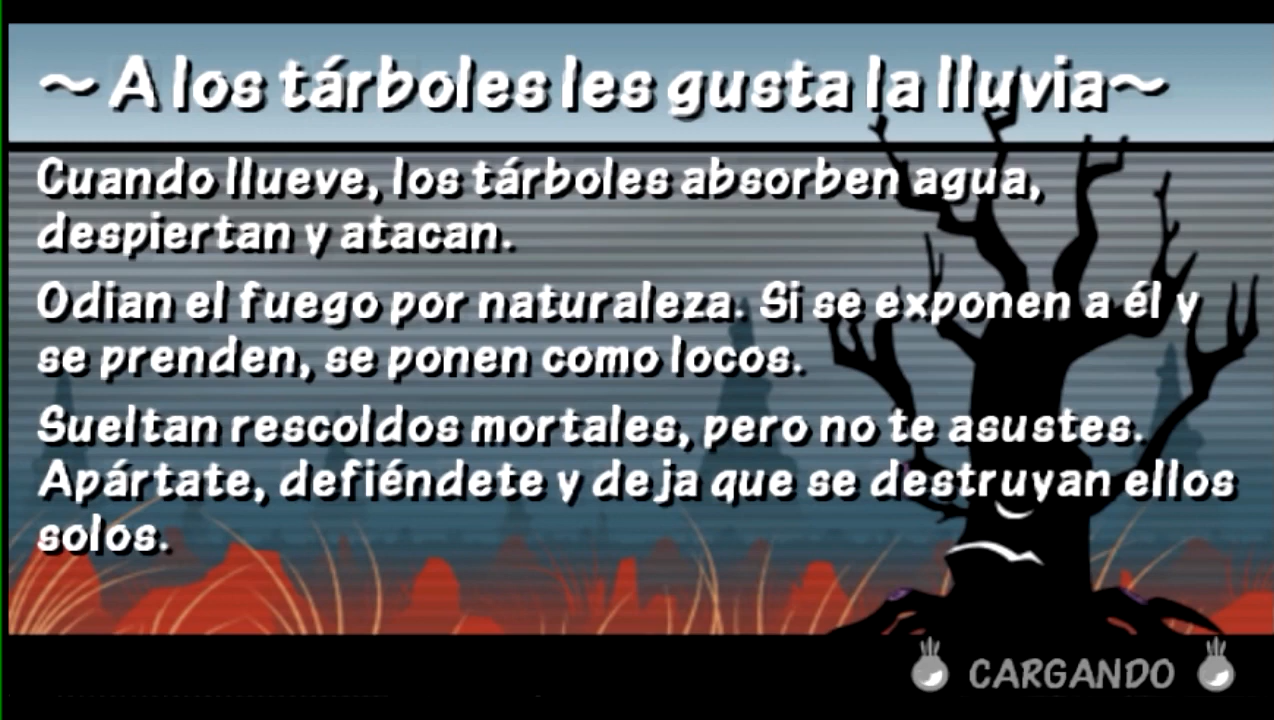 ~ A los tárboles les gusta la lluvia~
Cuando llueve, los tárboles absorben agua,
despiertan y atacan.
Odian el fuego por naturaleza. Si se exponen a él y
se prenden, se ponen como locos.
Sueltan rescoldos mortales, pero no te asustes.
Apártate, defiéndete y deja que se destruyan ellos
solos.
CARGANDO